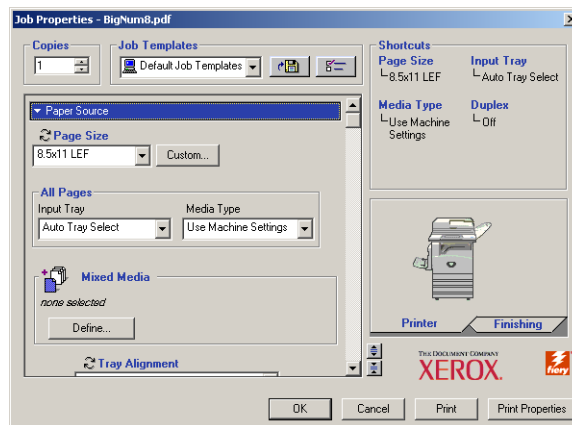 Job Properties - BigNum8.pdf
Copies
1
Job Templates
Default Job Templates
Paper Source
Page Size
8.5x11 LEF
Custom...
All Pages
Input Tray
Media Type
Auto Tray Select
Use Machine Settings
Mixed Media
none selected
Define...
Tray Alignment
Shortcuts
Page Size
Input Tray
8.5x11 LEF
Auto Tray Select
Media Type
Duplex
Use Machine
Settings
Off
Printer
Finishing
THE DOCUMENT COMPANY
XEROX.
fiery
OK
Cancel
Print
Print Properties